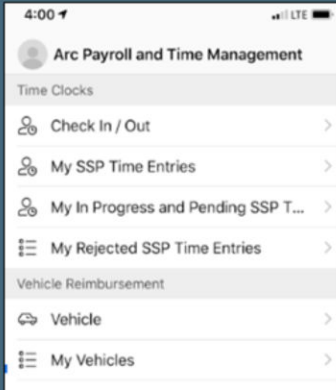 4:00
LTE
Arc Payroll and Time Management
Time Clocks
Check In / Out
My SSP Time Entries
My In Progress and Pending SSP T...
My Rejected SSP Time Entries
Vehicle Reimbursement
Vehicle
My Vehicles